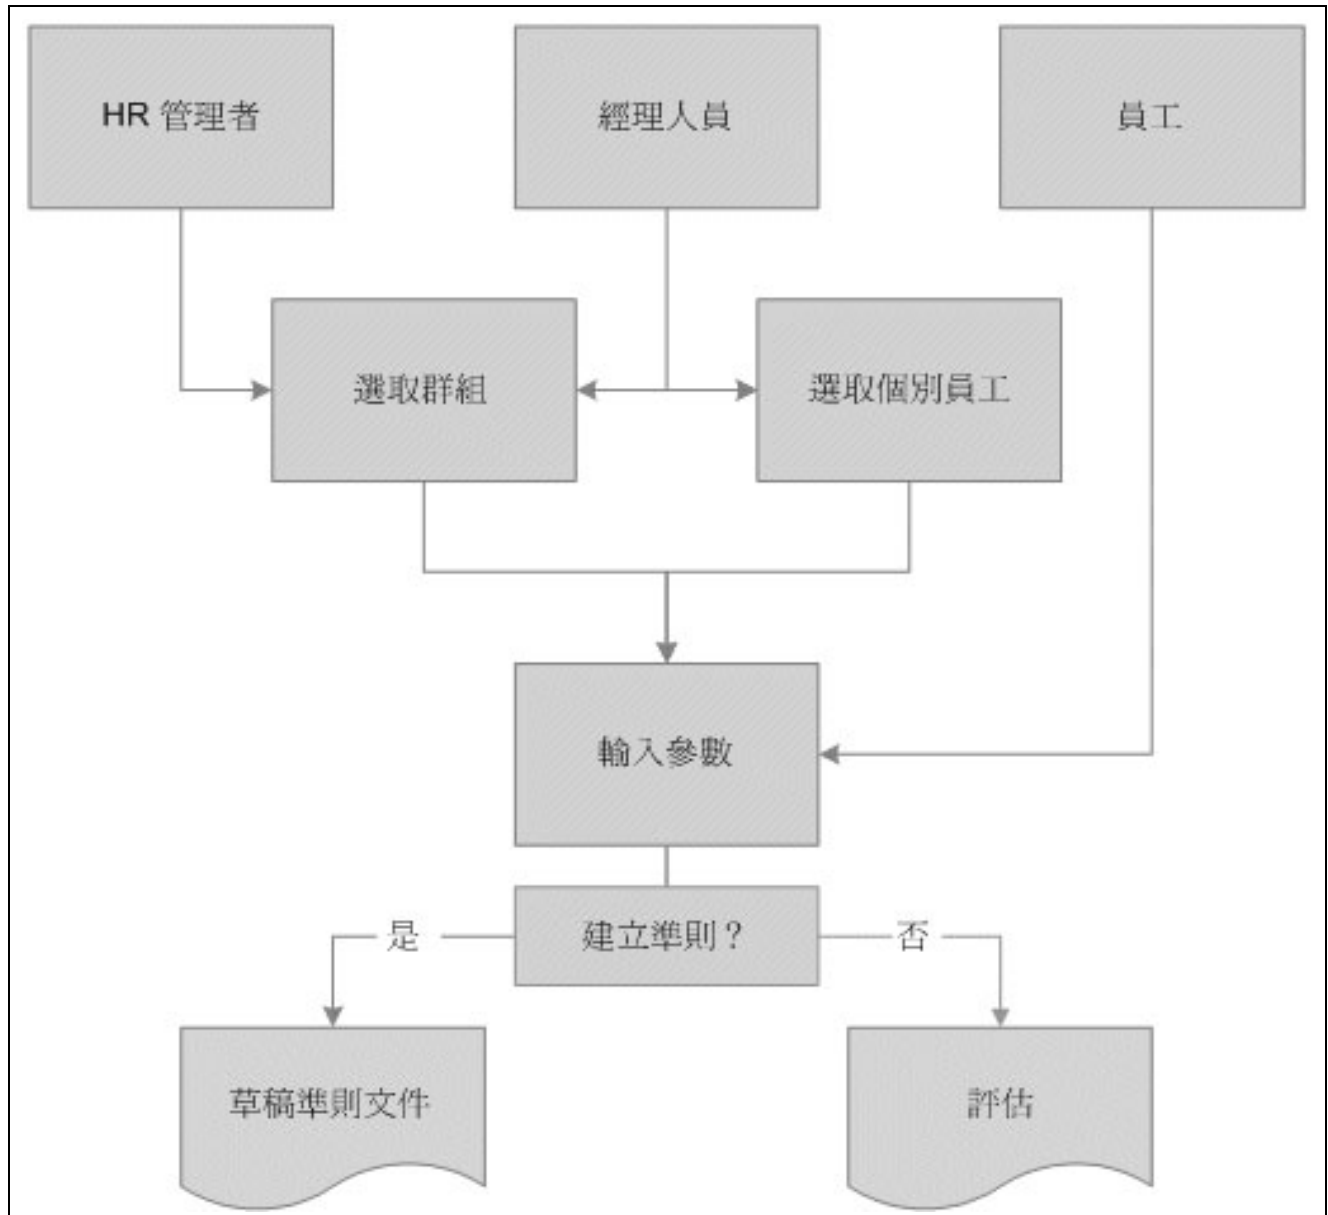 HR 管理者
經理人員
員工
選取群組
選取個別員工
輸入參數
建立準則？
是
否
草稿準則文件
評估